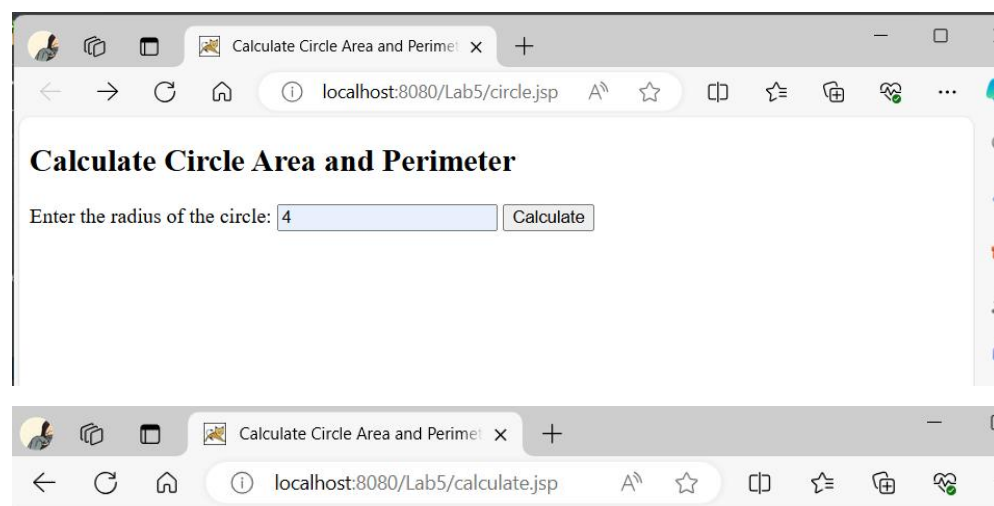 Calculate Circle Area and Perimet
localhost:8080/Lab5/circle.jsp
Calculate Circle Area and Perimeter
Enter the radius of the circle: 4 Calculate
Calculate Circle Area and Perimet
localhost:8080/Lab5/calculate.jsp